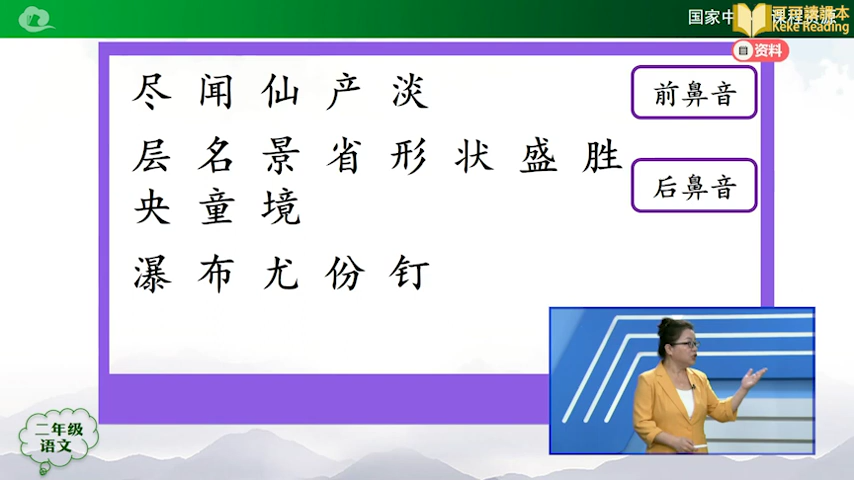 国家中 课程资源
可可读课本
Keke Reading
资料
尽 闻 仙 产 淡
前鼻音
层 名 景 省 形 状 盛 胜
后鼻音
央 童 境
瀑 布 尤 份 钉
二年级
语文